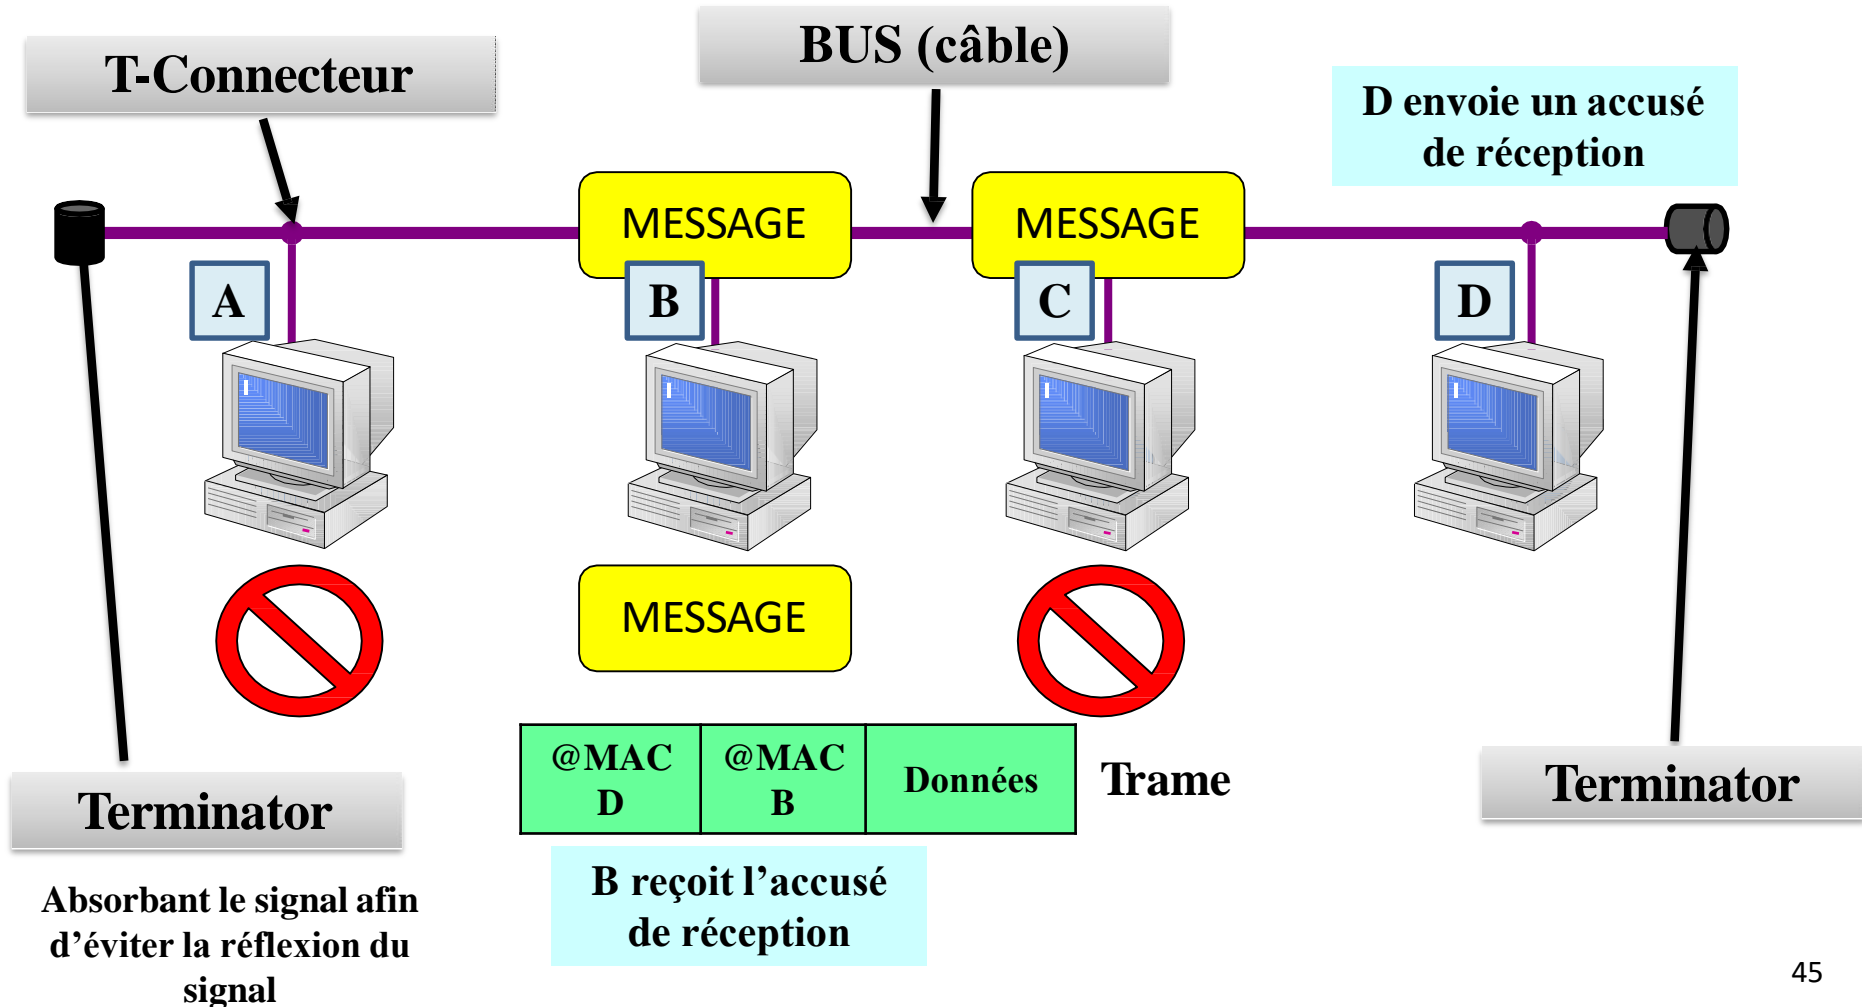 T-Connecteur
BUS (câble)
D envoie un accusé
de réception
MESSAGE
MESSAGE
A
B
C
D
MESSAGE
@MAC
D
@MAC
B
Données
Trame
Terminator
Terminator
Absorbant le signal afin
d’éviter la réflexion du
signal
B reçoit l’accusé
de réception
45